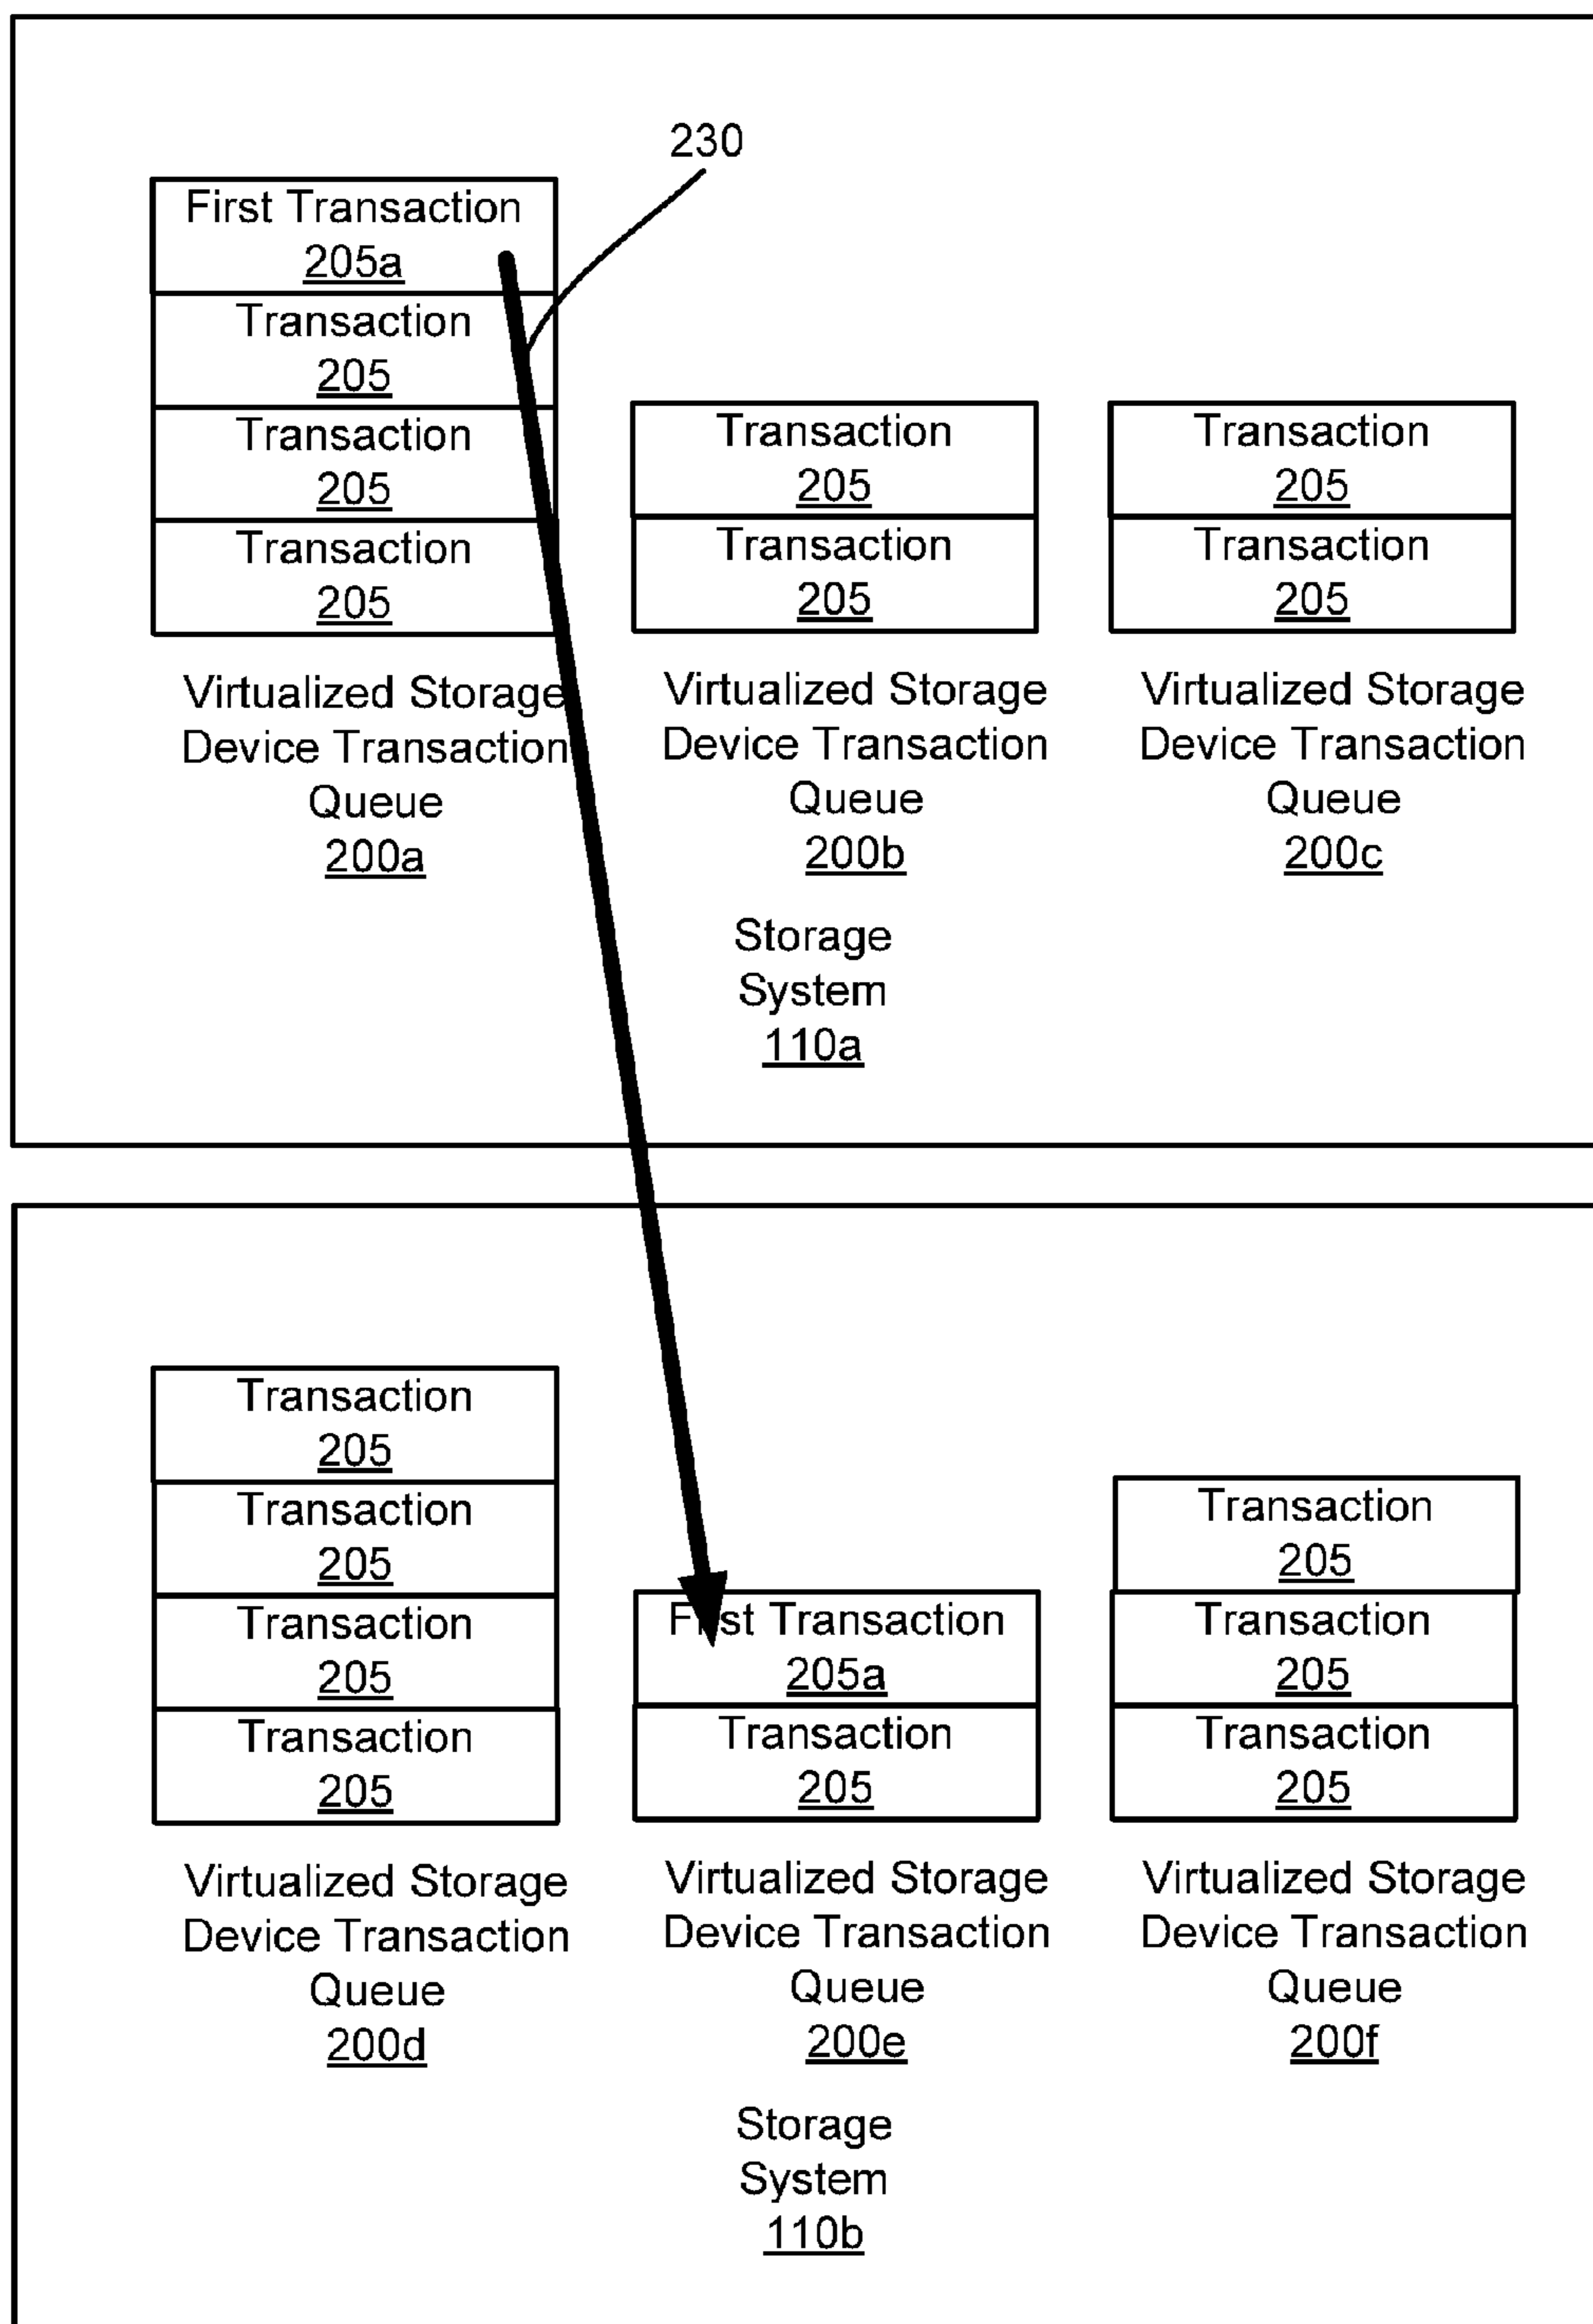 230
First Transaction
205a
Transaction
205
Transaction
205
Transaction
205
Virtualized Storage
Device Transaction
Queue
200a
Transaction
205
Transaction
205
Virtualized Storage
Device Transaction
Queue
200b
Transaction
205
Transaction
205
Virtualized Storage
Device Transaction
Queue
200c
Storage
System
110a
Transaction
205
Transaction
205
Transaction
205
Transaction
205
Virtualized Storage
Device Transaction
Queue
200d
First Transaction
205a
Transaction
205
Virtualized Storage
Device Transaction
Queue
200e
Transaction
205
Transaction
205
Transaction
205
Virtualized Storage
Device Transaction
Queue
200f
Storage
System
110b